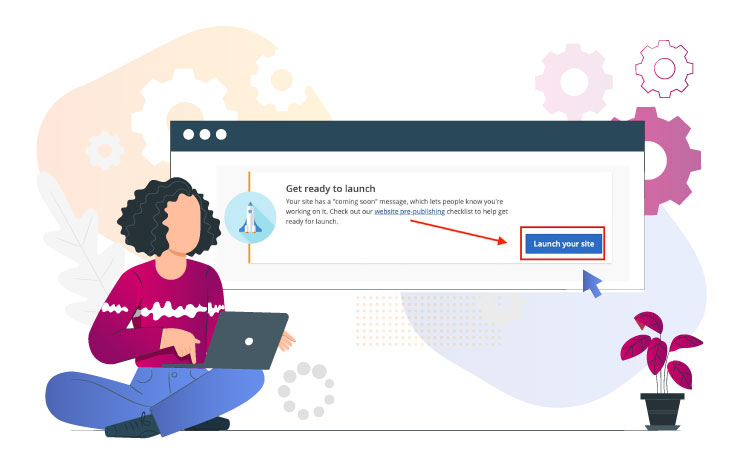 Get ready to launch
Your site has a "coming soon" message, which lets people know you're
working on it. Check out our website pre-publishing checklist to help get
ready for launch.
Launch your site